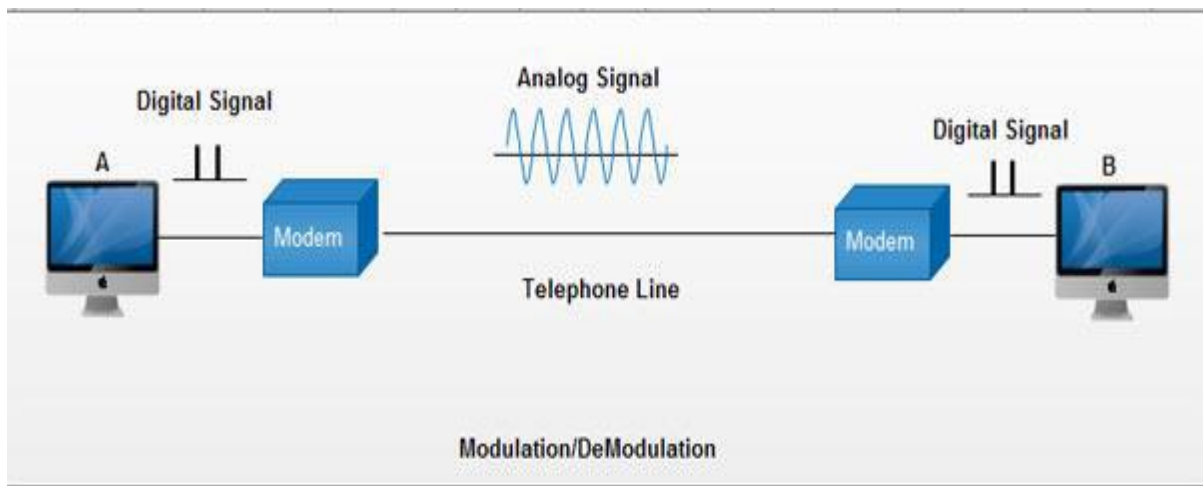 Analog Signal
Digital Signal
Digital Signal
A
B
Modem
Modem
Telephone Line
Modulation/DeModulation